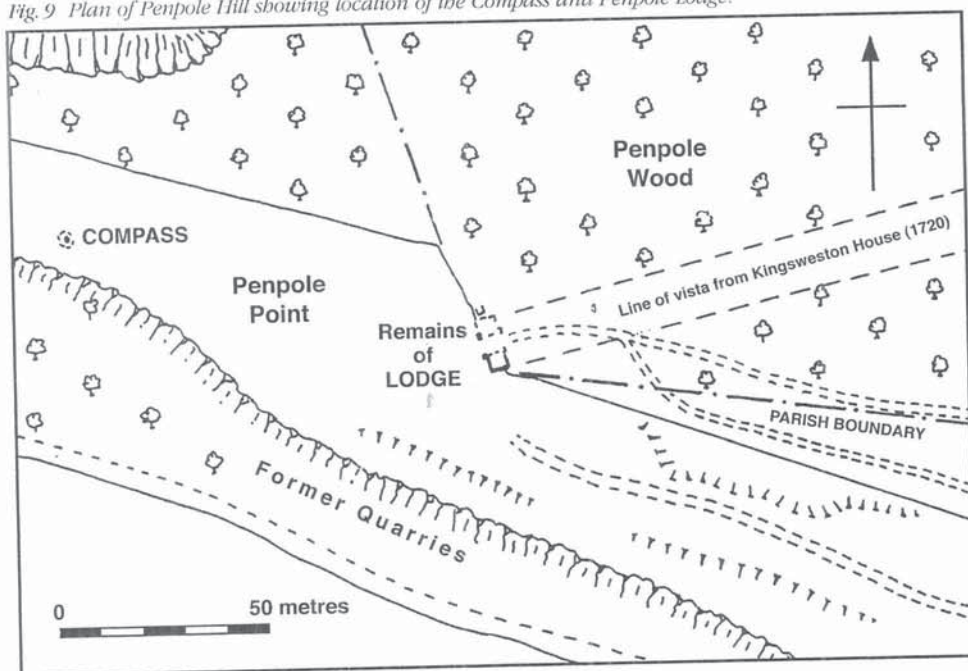 Fig. 9 Plan of Penpole Hill showing location of the Compass and Penpole Lodge.
Penpole
Wood
COMPASS
Line of vista from Kingsweston House (1720)
Penpole
Point
Remains
of
LODGE
PARISH BOUNDARY
Former Quarries
0
50 metres